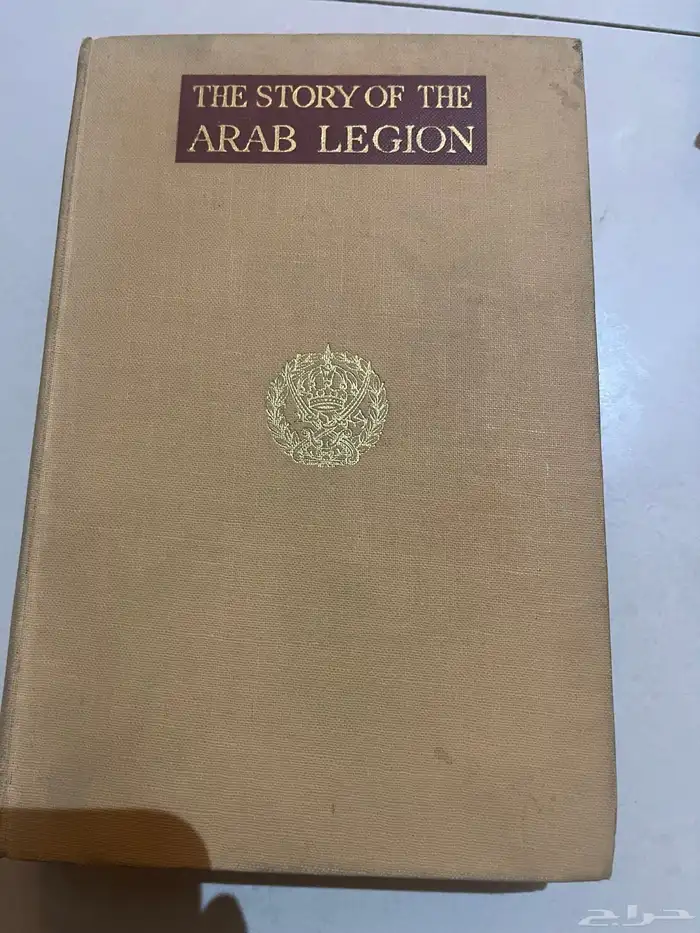 THE STORY OF THE
ARAB LEGION
حراج